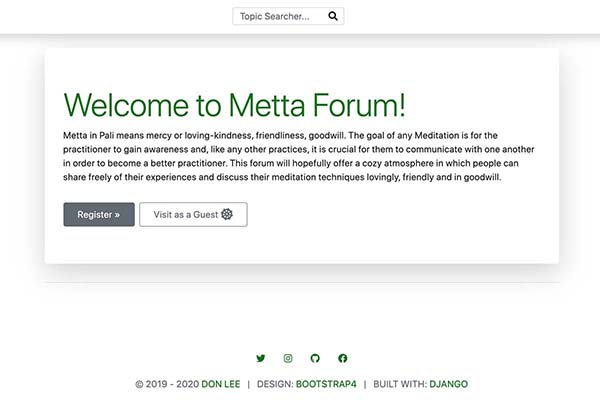 Topic Searcher...
Welcome to Metta Forum!
Metta in Pali means mercy or loving-kindness, friendliness, goodwill. The goal of any Meditation is for the
practitioner to gain awareness and, like any other practices, it is crucial for them to communicate with one another
in order to become a better practitioner. This forum will hopefully offer a cozy atmosphere in which people can
share freely of their experiences and discuss their meditation techniques lovingly, friendly and in goodwill.
Register »
Visit as a Guest
© 2019 - 2020 DON LEE | DESIGN: BOOTSTRAP4 | BUILT WITH: DJANGO